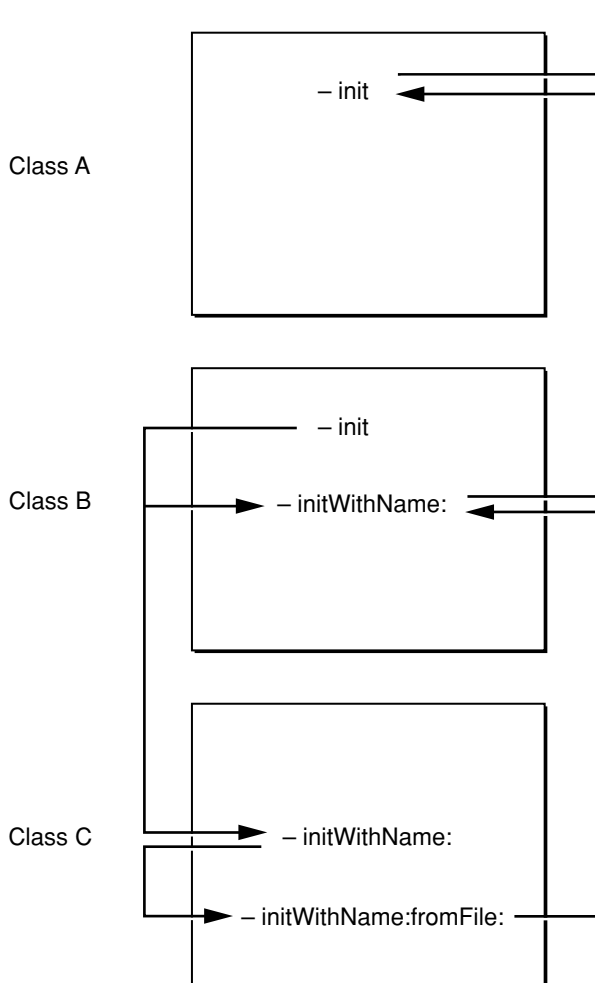 – init
Class A
– init
Class B
– initWithName:
Class C
– initWithName:
– initWithName:fromFile: